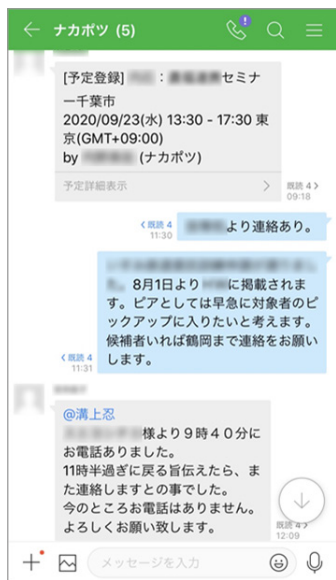 ナカポツ (5)
[予定登録] : セミナ
ー千葉市
2020/09/23(水) 13:30 - 17:30 東
京(GMT+09:00)
by (ナカポツ)
予定詳細表示
既読 4
09:18
既読 4
11:30
より連絡あり。
。8月1日より に掲載されま
す。ピアとしては早急に対象者のピ
ックアップに入りたいと考えます。
候補者いれば鶴岡まで連絡をお願い
します。
既読 4
11:31
@溝上忍
様より9時40分に
お電話ありました。
11時半過ぎに戻る旨伝えたら、ま
た連絡しますとの事でした。
今のところお電話はありません。
よろしくお願い致します。
既読 4
12:09
メッセージを入力